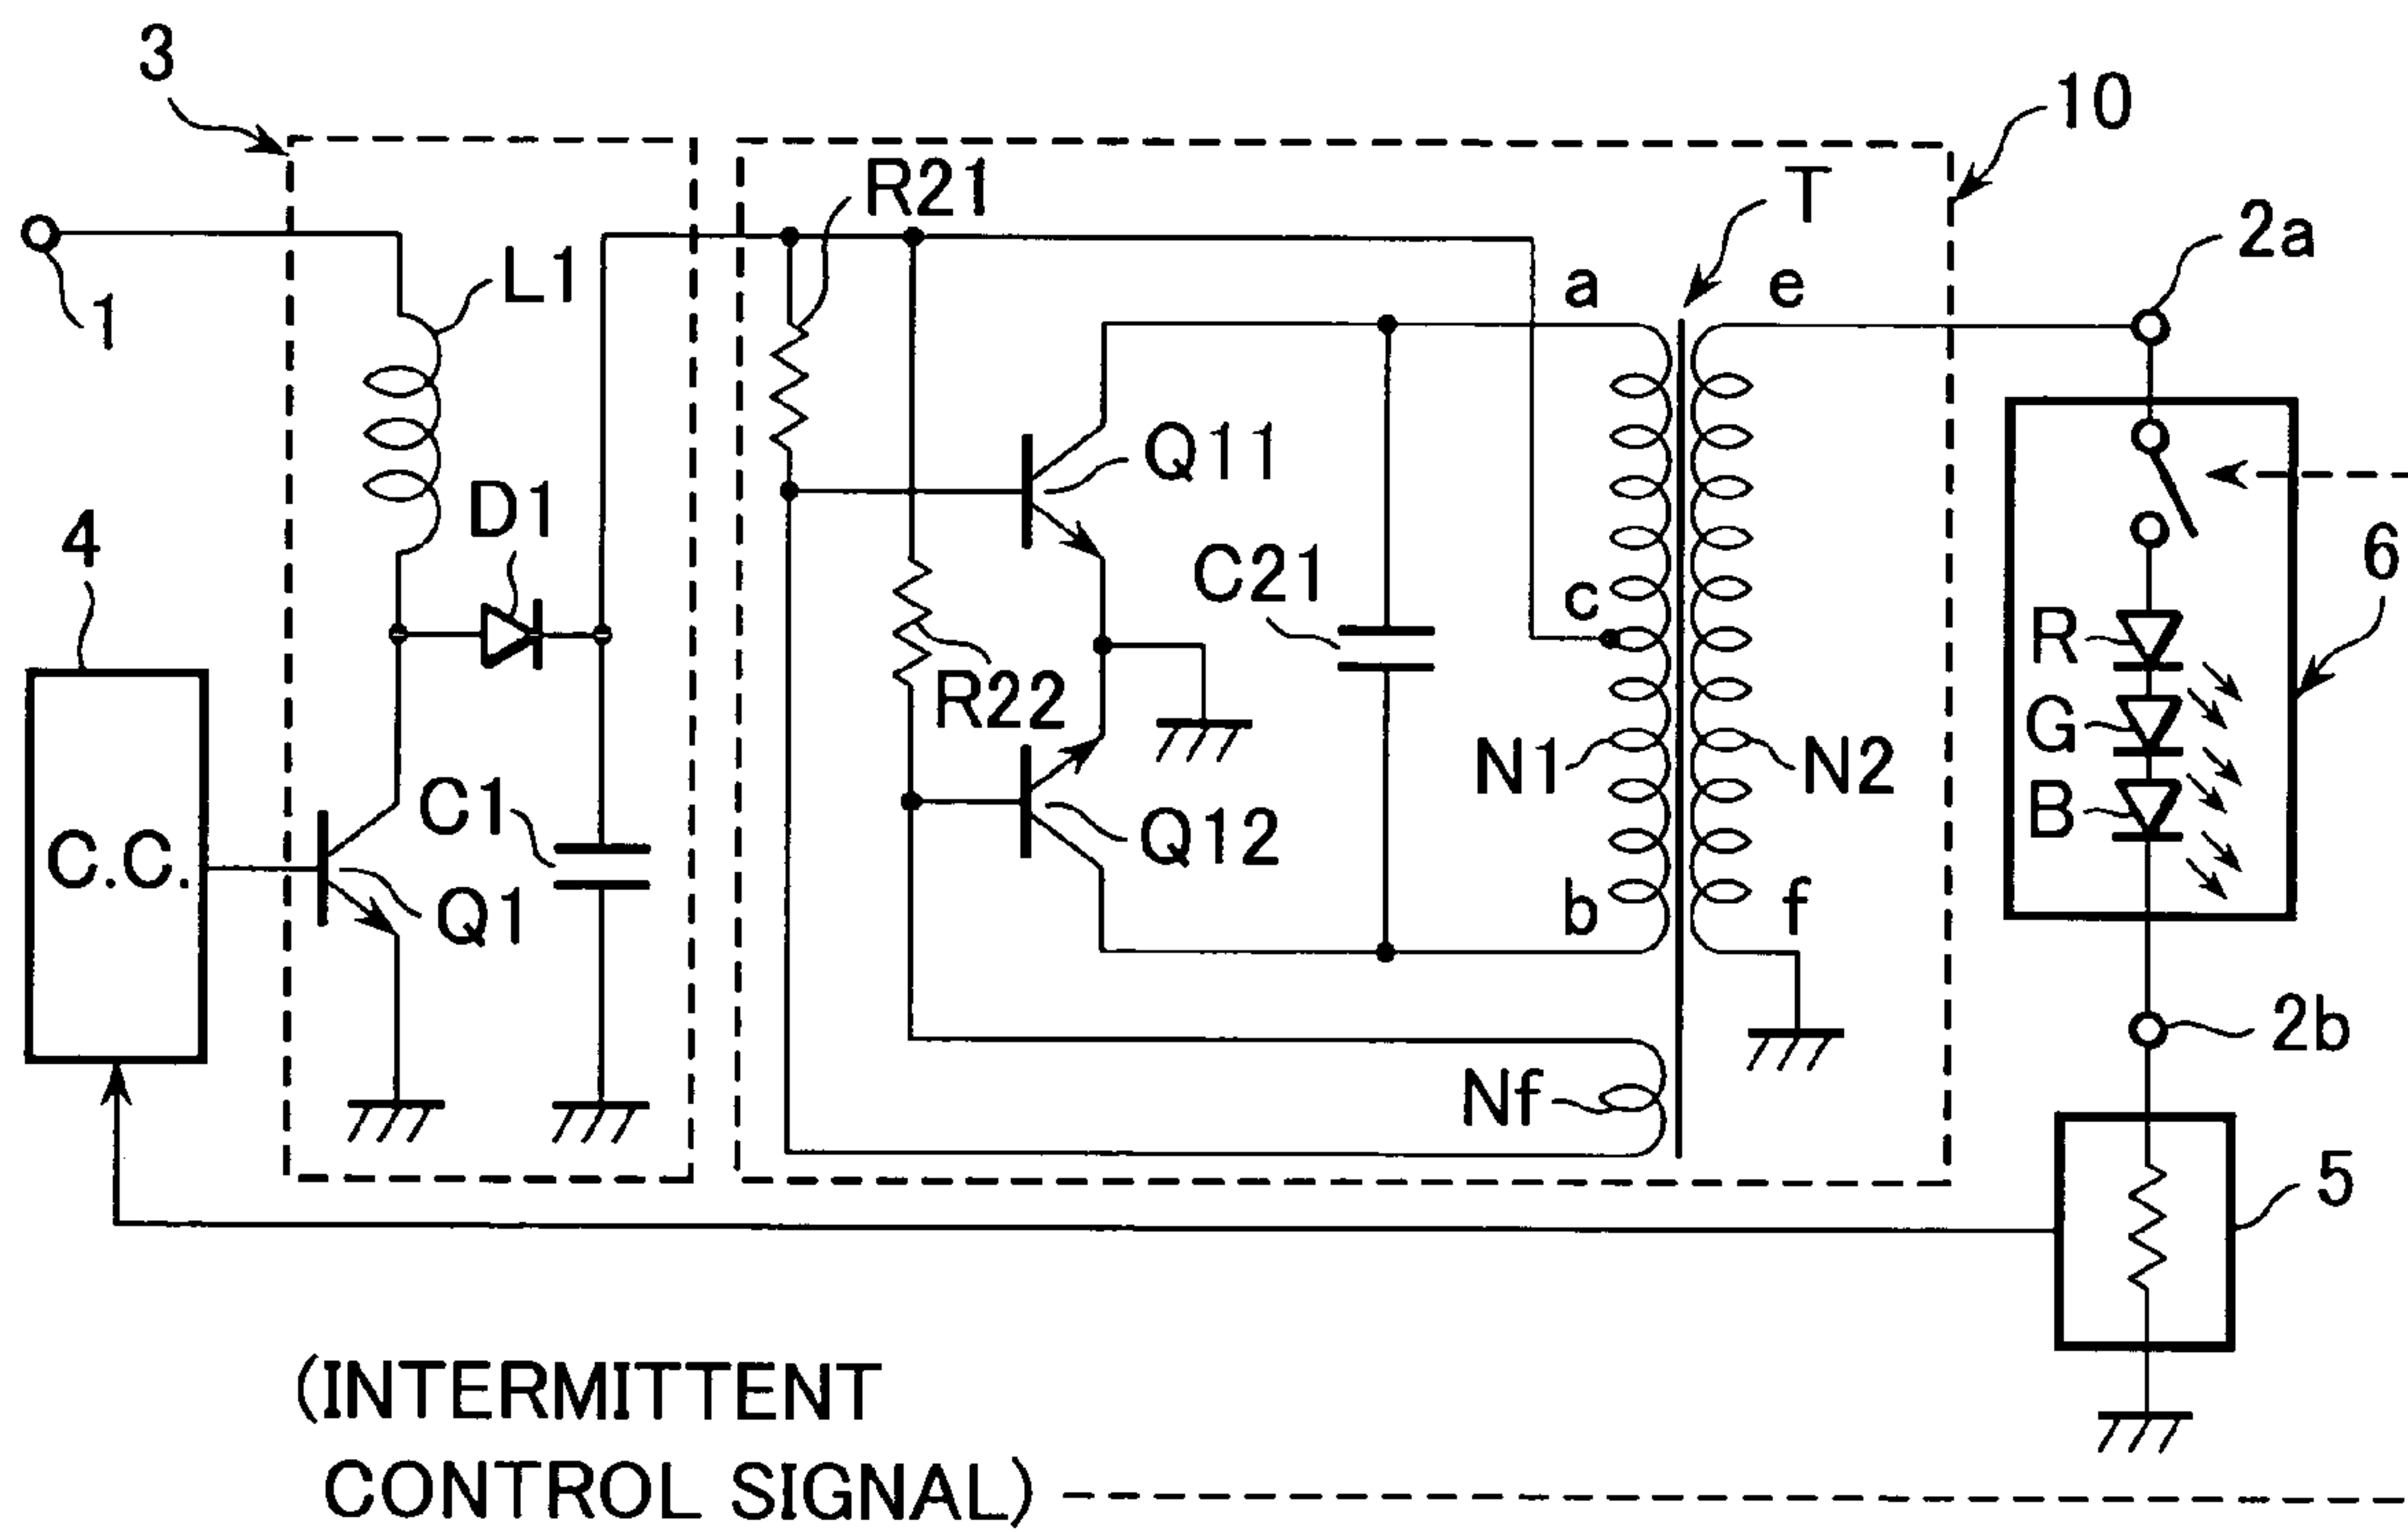 3
10
R21
T
2a
1
L1
a
e
Q11
D1
4
C21
c
6
R
R22
G
N1
N2
C1
B
C.C.
Q12
Q1
b
f
2b
Nf
5
(INTERMITTENT
CONTROL SIGNAL)